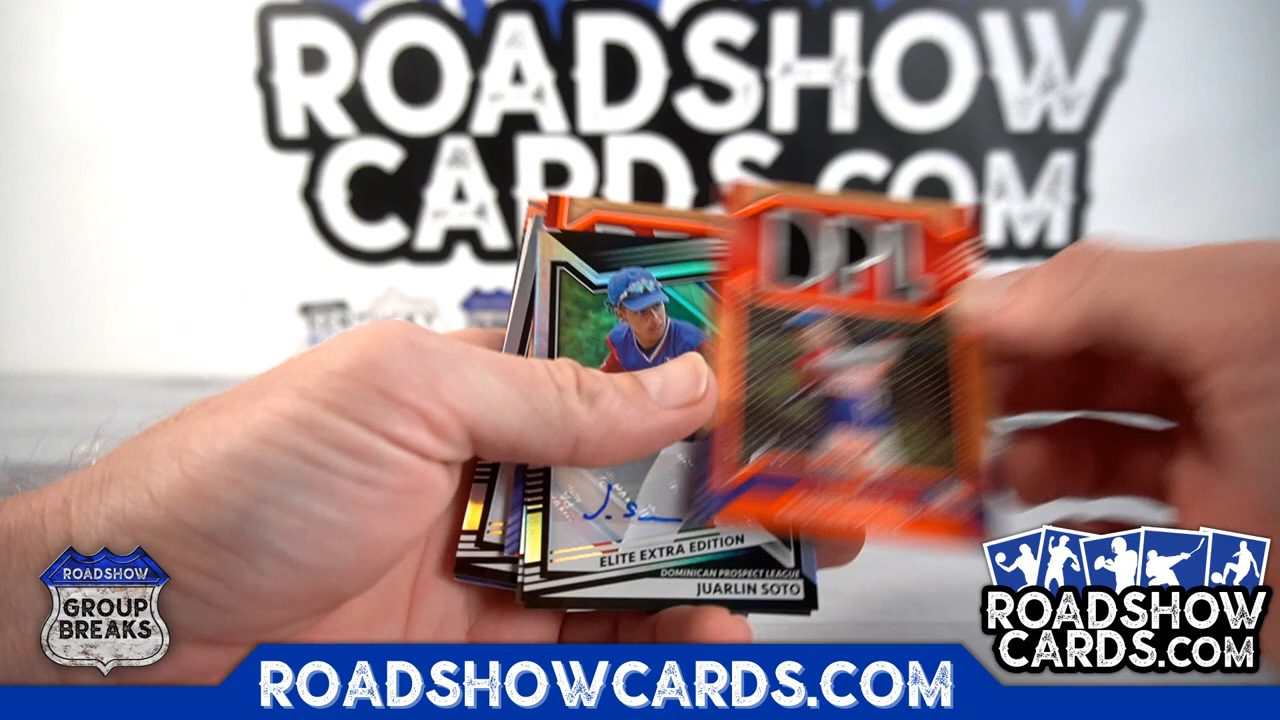 ROADSHOW
CARDS.COM
DPL
J. S
ELITE EXTRA EDITION
DOMINICAN PROSPECT LEAGUE
JUARLIN SOTO
ROADSHOW
GROUP
BREAKS
ROADSHOW
CARDS.COM
ROADSHOWCARDS.COM